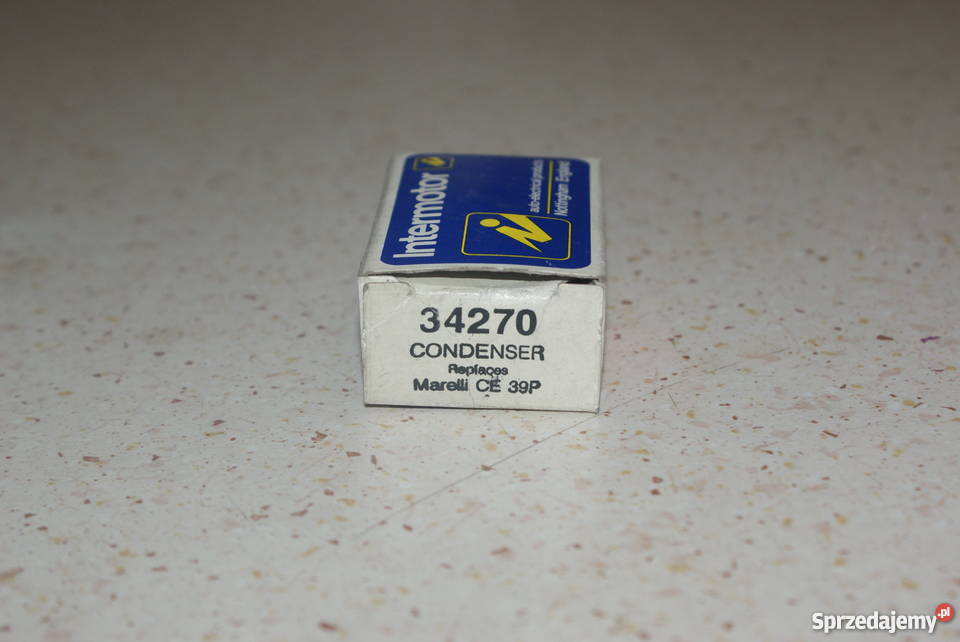 Intermotor
auto-electrical products
Nottingham England
34270
CONDENSER
Replaces
Marelli CE 39P
Sprzedajemy.pl